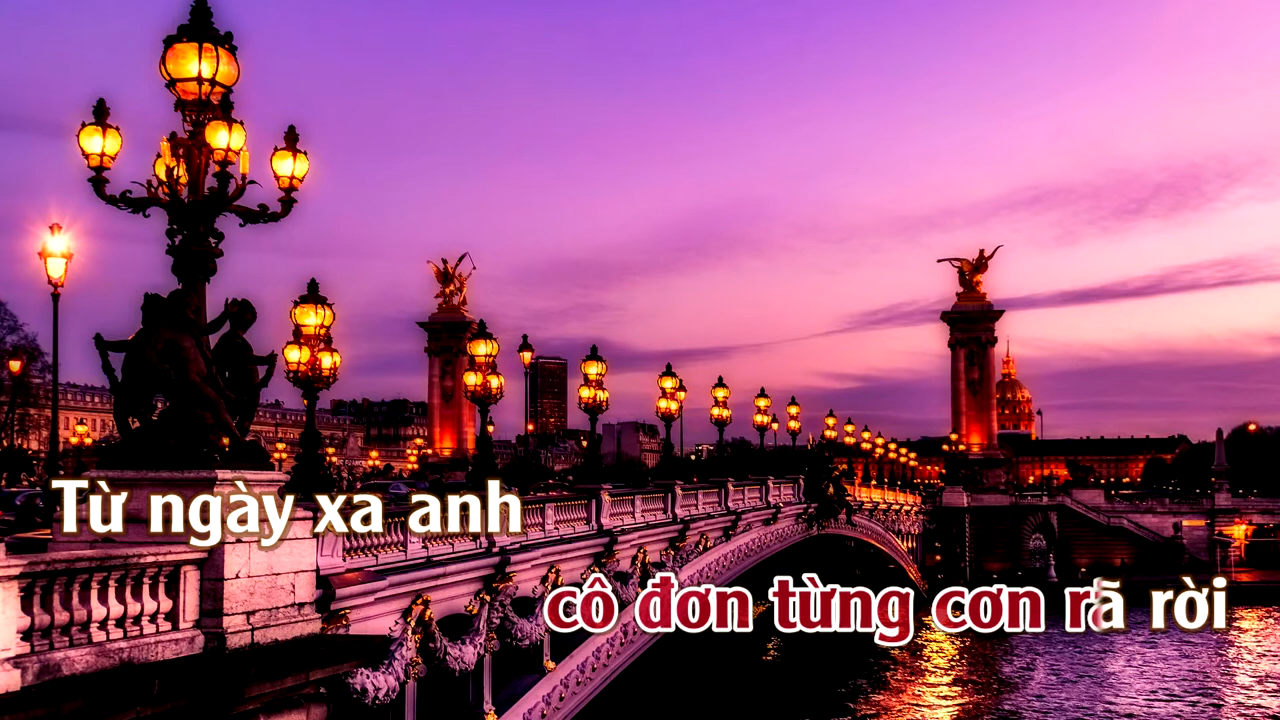 Từ ngày xa anh
cô đơn từng cơn rã rời